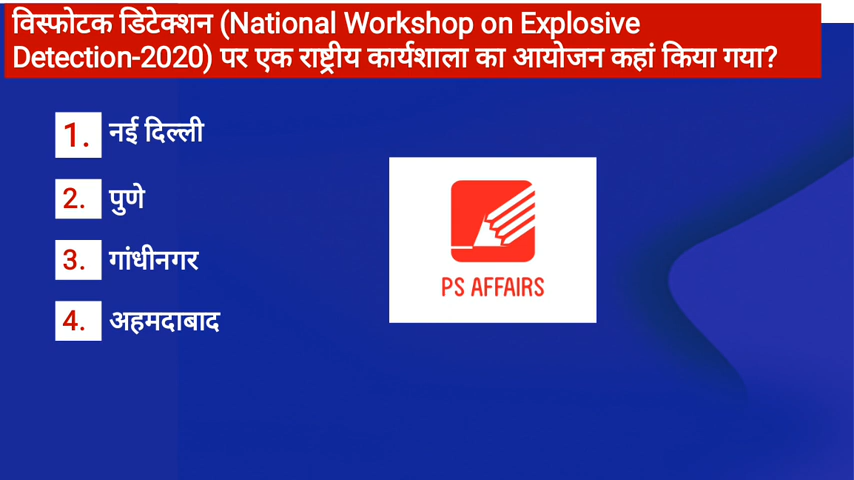 विस्फोटक डिटेक्शन (National Workshop on Explosive
Detection-2020) पर एक राष्ट्रीय कार्यशाला का आयोजन कहां किया गया?
1. नई दिल्ली
2. पुणे
3. गांधीनगर
4. अहमदाबाद
PS AFFAIRS